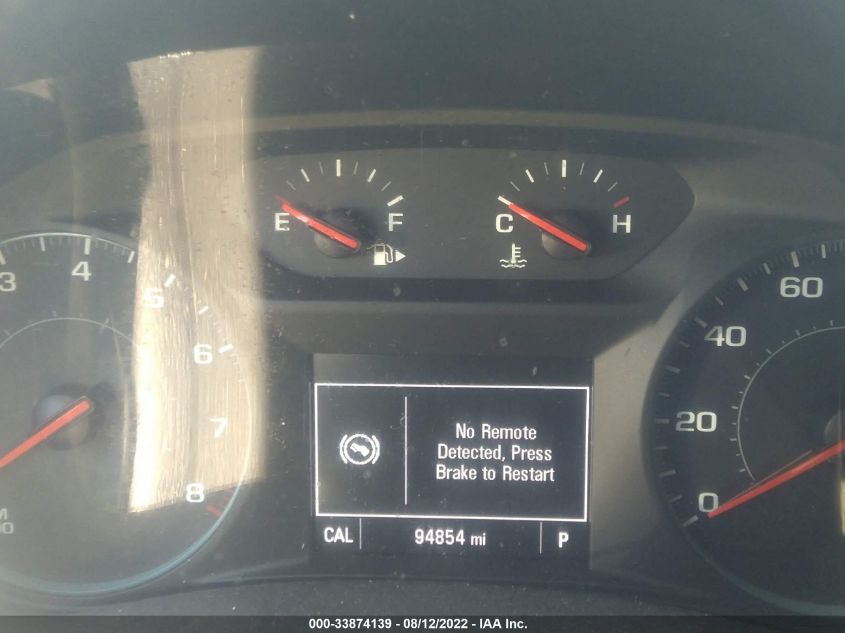 E F
C H
3 4 5 6 7 8
60
40
20
0
No Remote
Detected, Press
Brake to Restart
CAL 94854 mi P
000-33874139 - 08/12/2022 - IAA Inc.